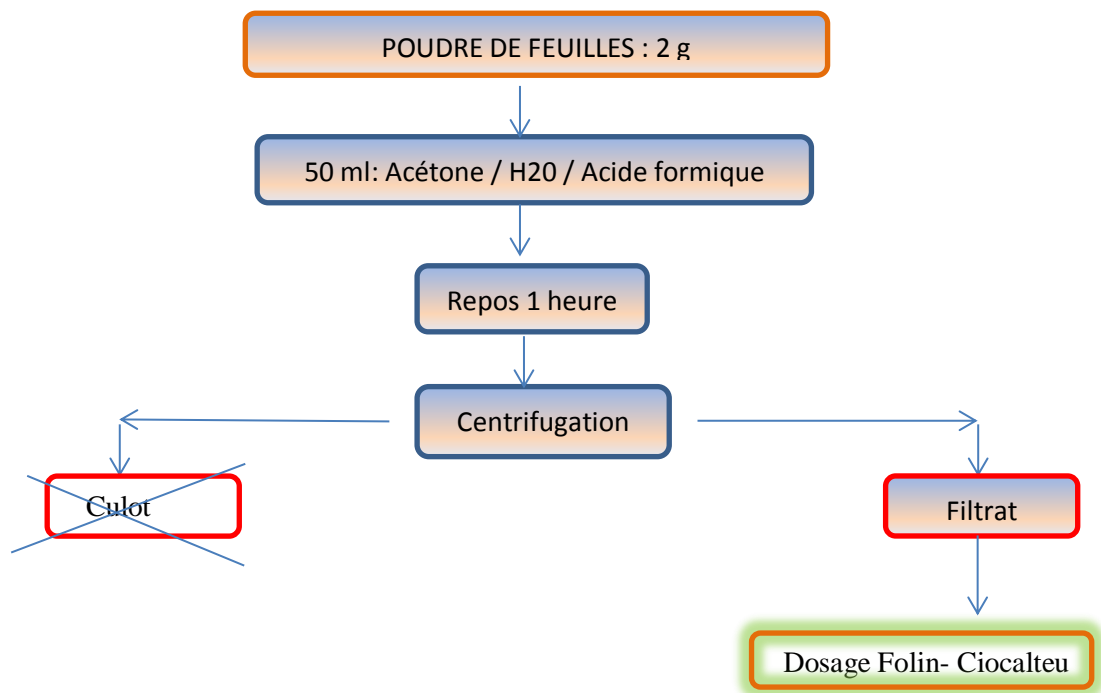 POUDRE DE FEUILLES : 2 g
50 ml: Acétone / H20 / Acide formique
Repos 1 heure
Centrifugation
Culot
Filtrat
Dosage Folin- Ciocalteu